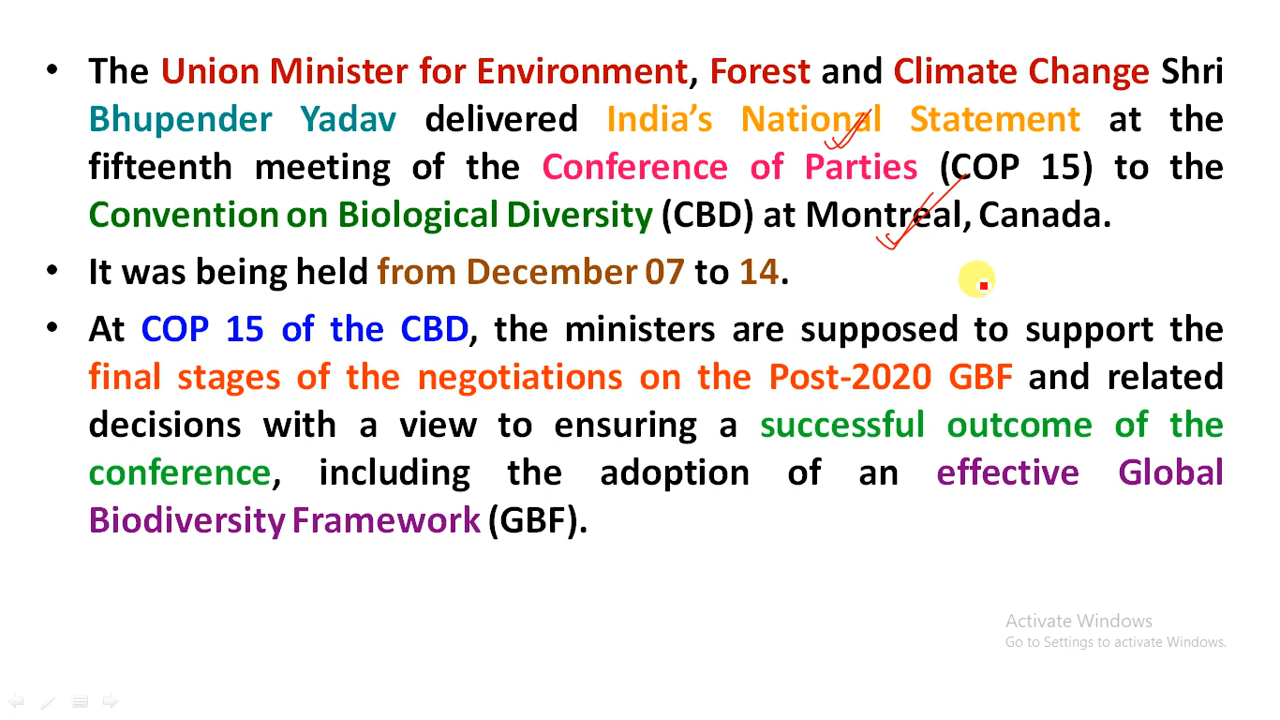 • The Union Minister for Environment, Forest and Climate Change Shri
Bhupender Yadav delivered India's National Statement at the
fifteenth meeting of the Conference of Parties (COP 15) to the
Convention on Biological Diversity (CBD) at Montreal, Canada.
• It was being held from December 07 to 14.
• At COP 15 of the CBD, the ministers are supposed to support the
final stages of the negotiations on the Post-2020 GBF and related
decisions with a view to ensuring a successful outcome of the
conference, including the adoption of an effective Global
Biodiversity Framework (GBF).
Activate Windows
Go to Settings to activate Windows.